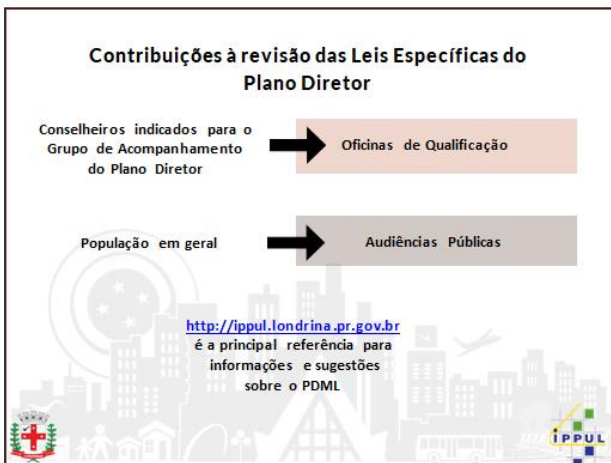 Contribuições à revisão das Leis Específicas do
Plano Diretor
Conselheiros indicados para o
Grupo de Acompanhamento
do Plano Diretor
Oficinas de Qualificação
População em geral
Audiências Públicas
http://ippul.londrina.pr.gov.br
é a principal referência para
informações e sugestões
sobre o PDML
iPPUL